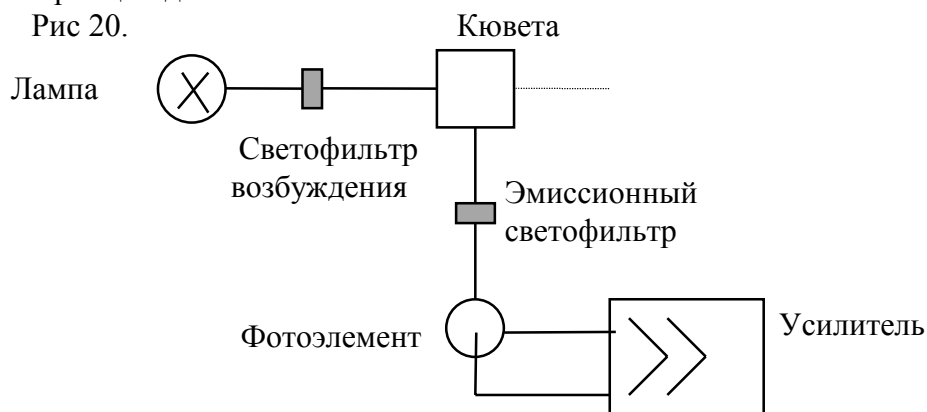 Рис 20.
Кювета
Лампа
Светофильтр
возбуждения
Эмиссионный
светофильтр
Фотоэлемент
Усилитель